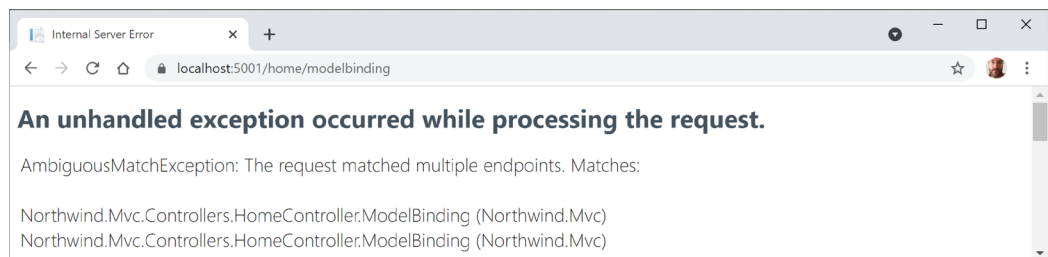 Internal Server Error
localhost:5001/home/modelbinding
An unhandled exception occurred while processing the request.
AmbiguousMatchException: The request matched multiple endpoints. Matches:
Northwind.Mvc.Controllers.HomeController.ModelBinding (Northwind.Mvc)
Northwind.Mvc.Controllers.HomeController.ModelBinding (Northwind.Mvc)